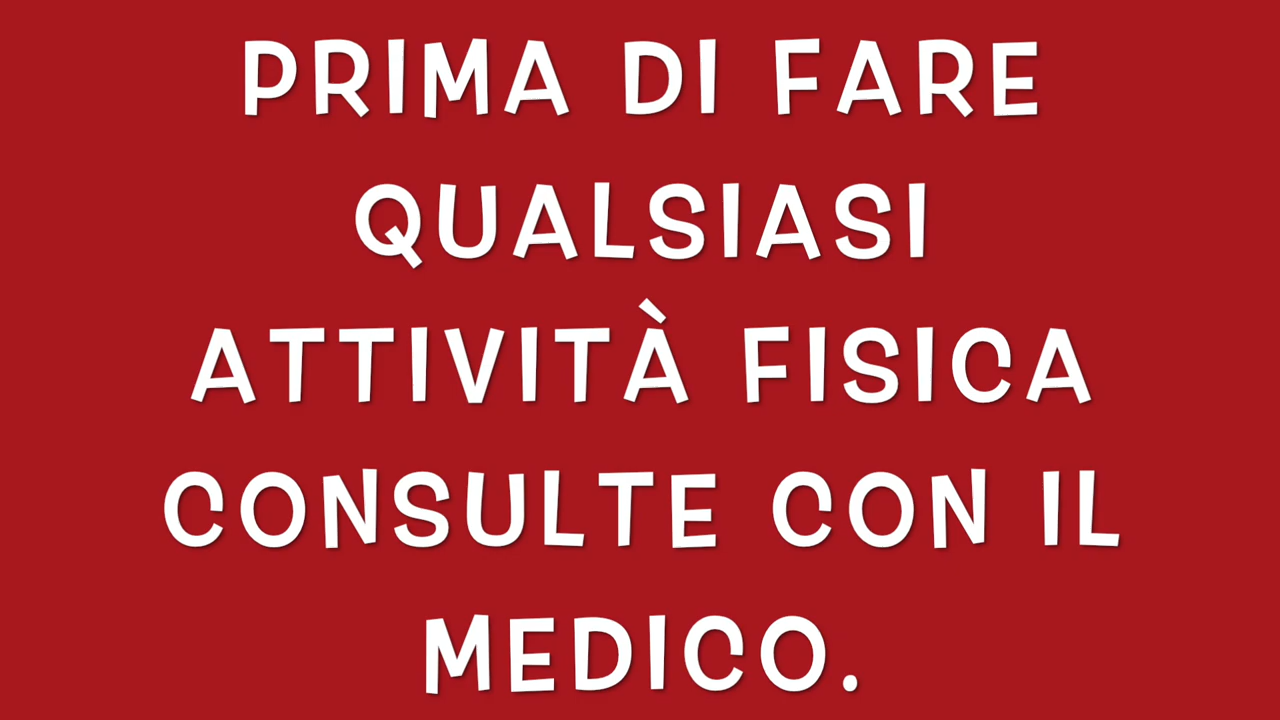 PRIMA DI FARE
QUALSIASI
ATTIVITÀ FISICA
CONSULTE CON IL
MEDICO.